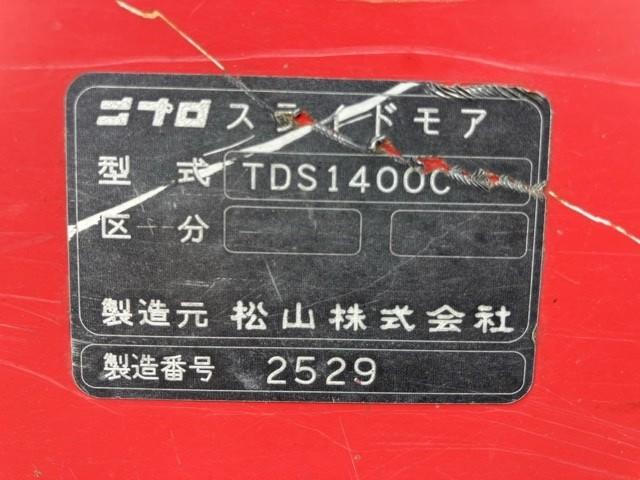 ニプロ スライドモア
型式 TDS1400C
区分
製造元 松山株式会社
製造番号 2529